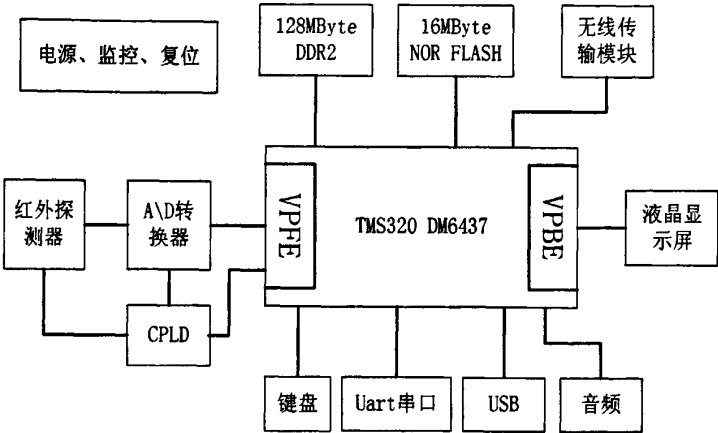 电源、监控、复位
128MByte
DDR2
16MByte
NOR FLASH
无线传
输模块
红外探
测器
A\D转
换器
VPFE
TMS320 DM6437
VPBE
液晶显
示屏
CPLD
键盘
Uart串口
USB
音频